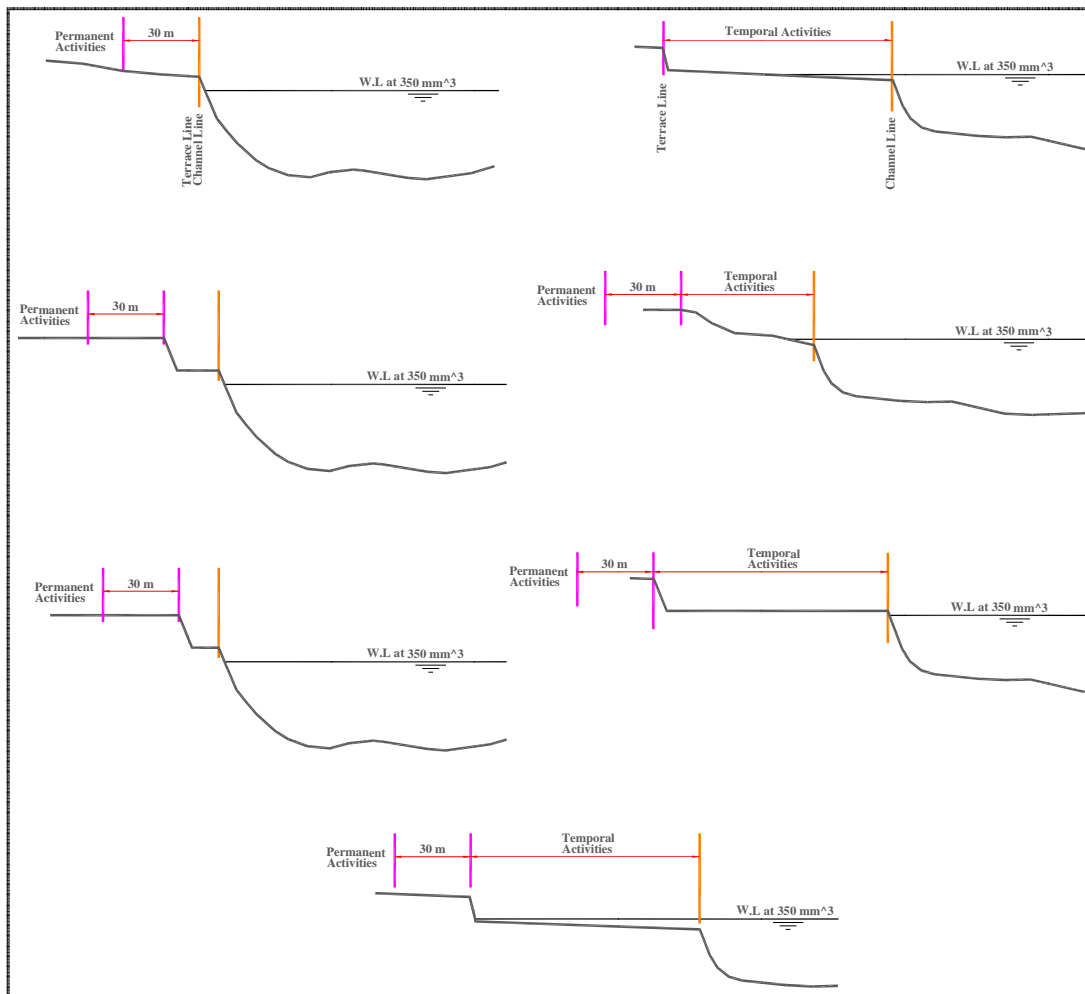 Permanent
Activities
30 m
W.L at 350 mm^3
Terrace Line
Channel Line
Temporal Activities
W.L at 350 mm^3
Terrace Line
Channel Line
Permanent
Activities
30 m
W.L at 350 mm^3
Permanent
Activities
30 m
Temporal
Activities
W.L at 350 mm^3
Permanent
Activities
30 m
W.L at 350 mm^3
Permanent
Activities
30 m
Temporal
Activities
W.L at 350 mm^3
Permanent
Activities
30 m
Temporal
Activities
W.L at 350 mm^3